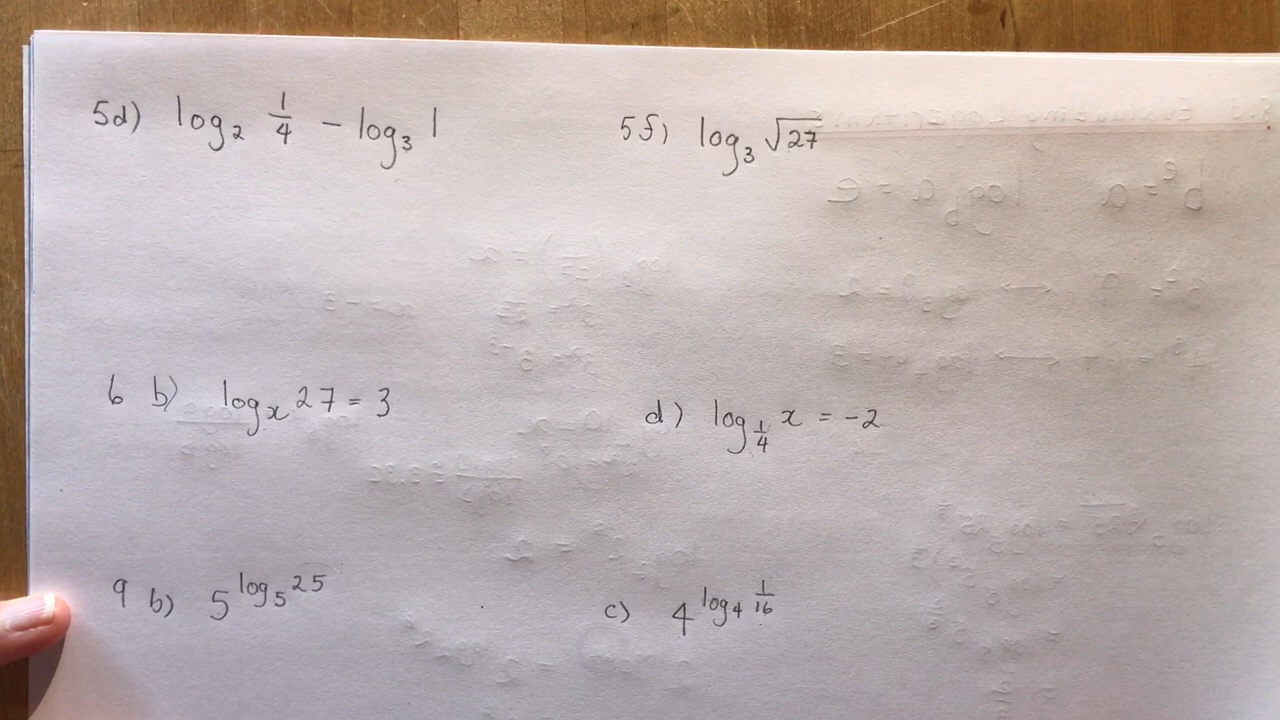 5d) log₂ 1/4 - log₃ 1
5f) log₃ √27
6 b) logₓ 27 = 3
d) log_{1/4} x = -2
9 b) 5^{log₅ 25}
c) 4^{log₄ 1/16}